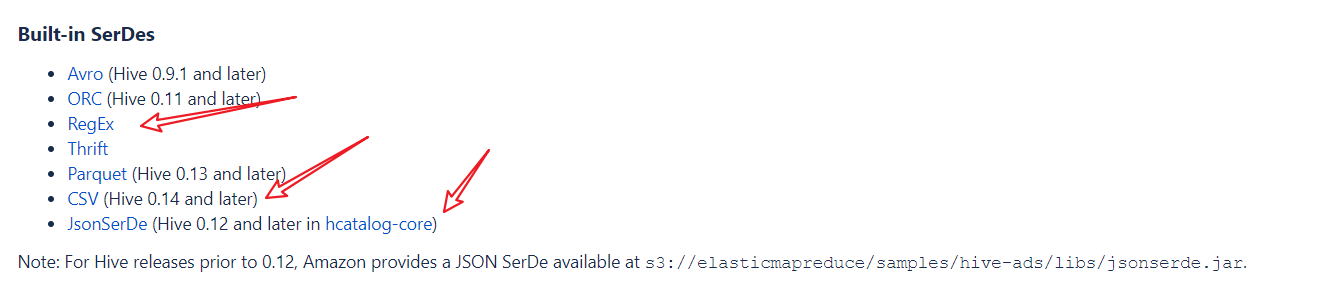 Built-in SerDes
Avro (Hive 0.9.1 and later)
ORC (Hive 0.11 and later)
RegEx
Thrift
Parquet (Hive 0.13 and later)
CSV (Hive 0.14 and later)
JsonSerDe (Hive 0.12 and later in hcatalog-core)
Note: For Hive releases prior to 0.12, Amazon provides a JSON SerDe available at s3://elasticmapreduce/samples/hive-ads/libs/jsonserde.jar.